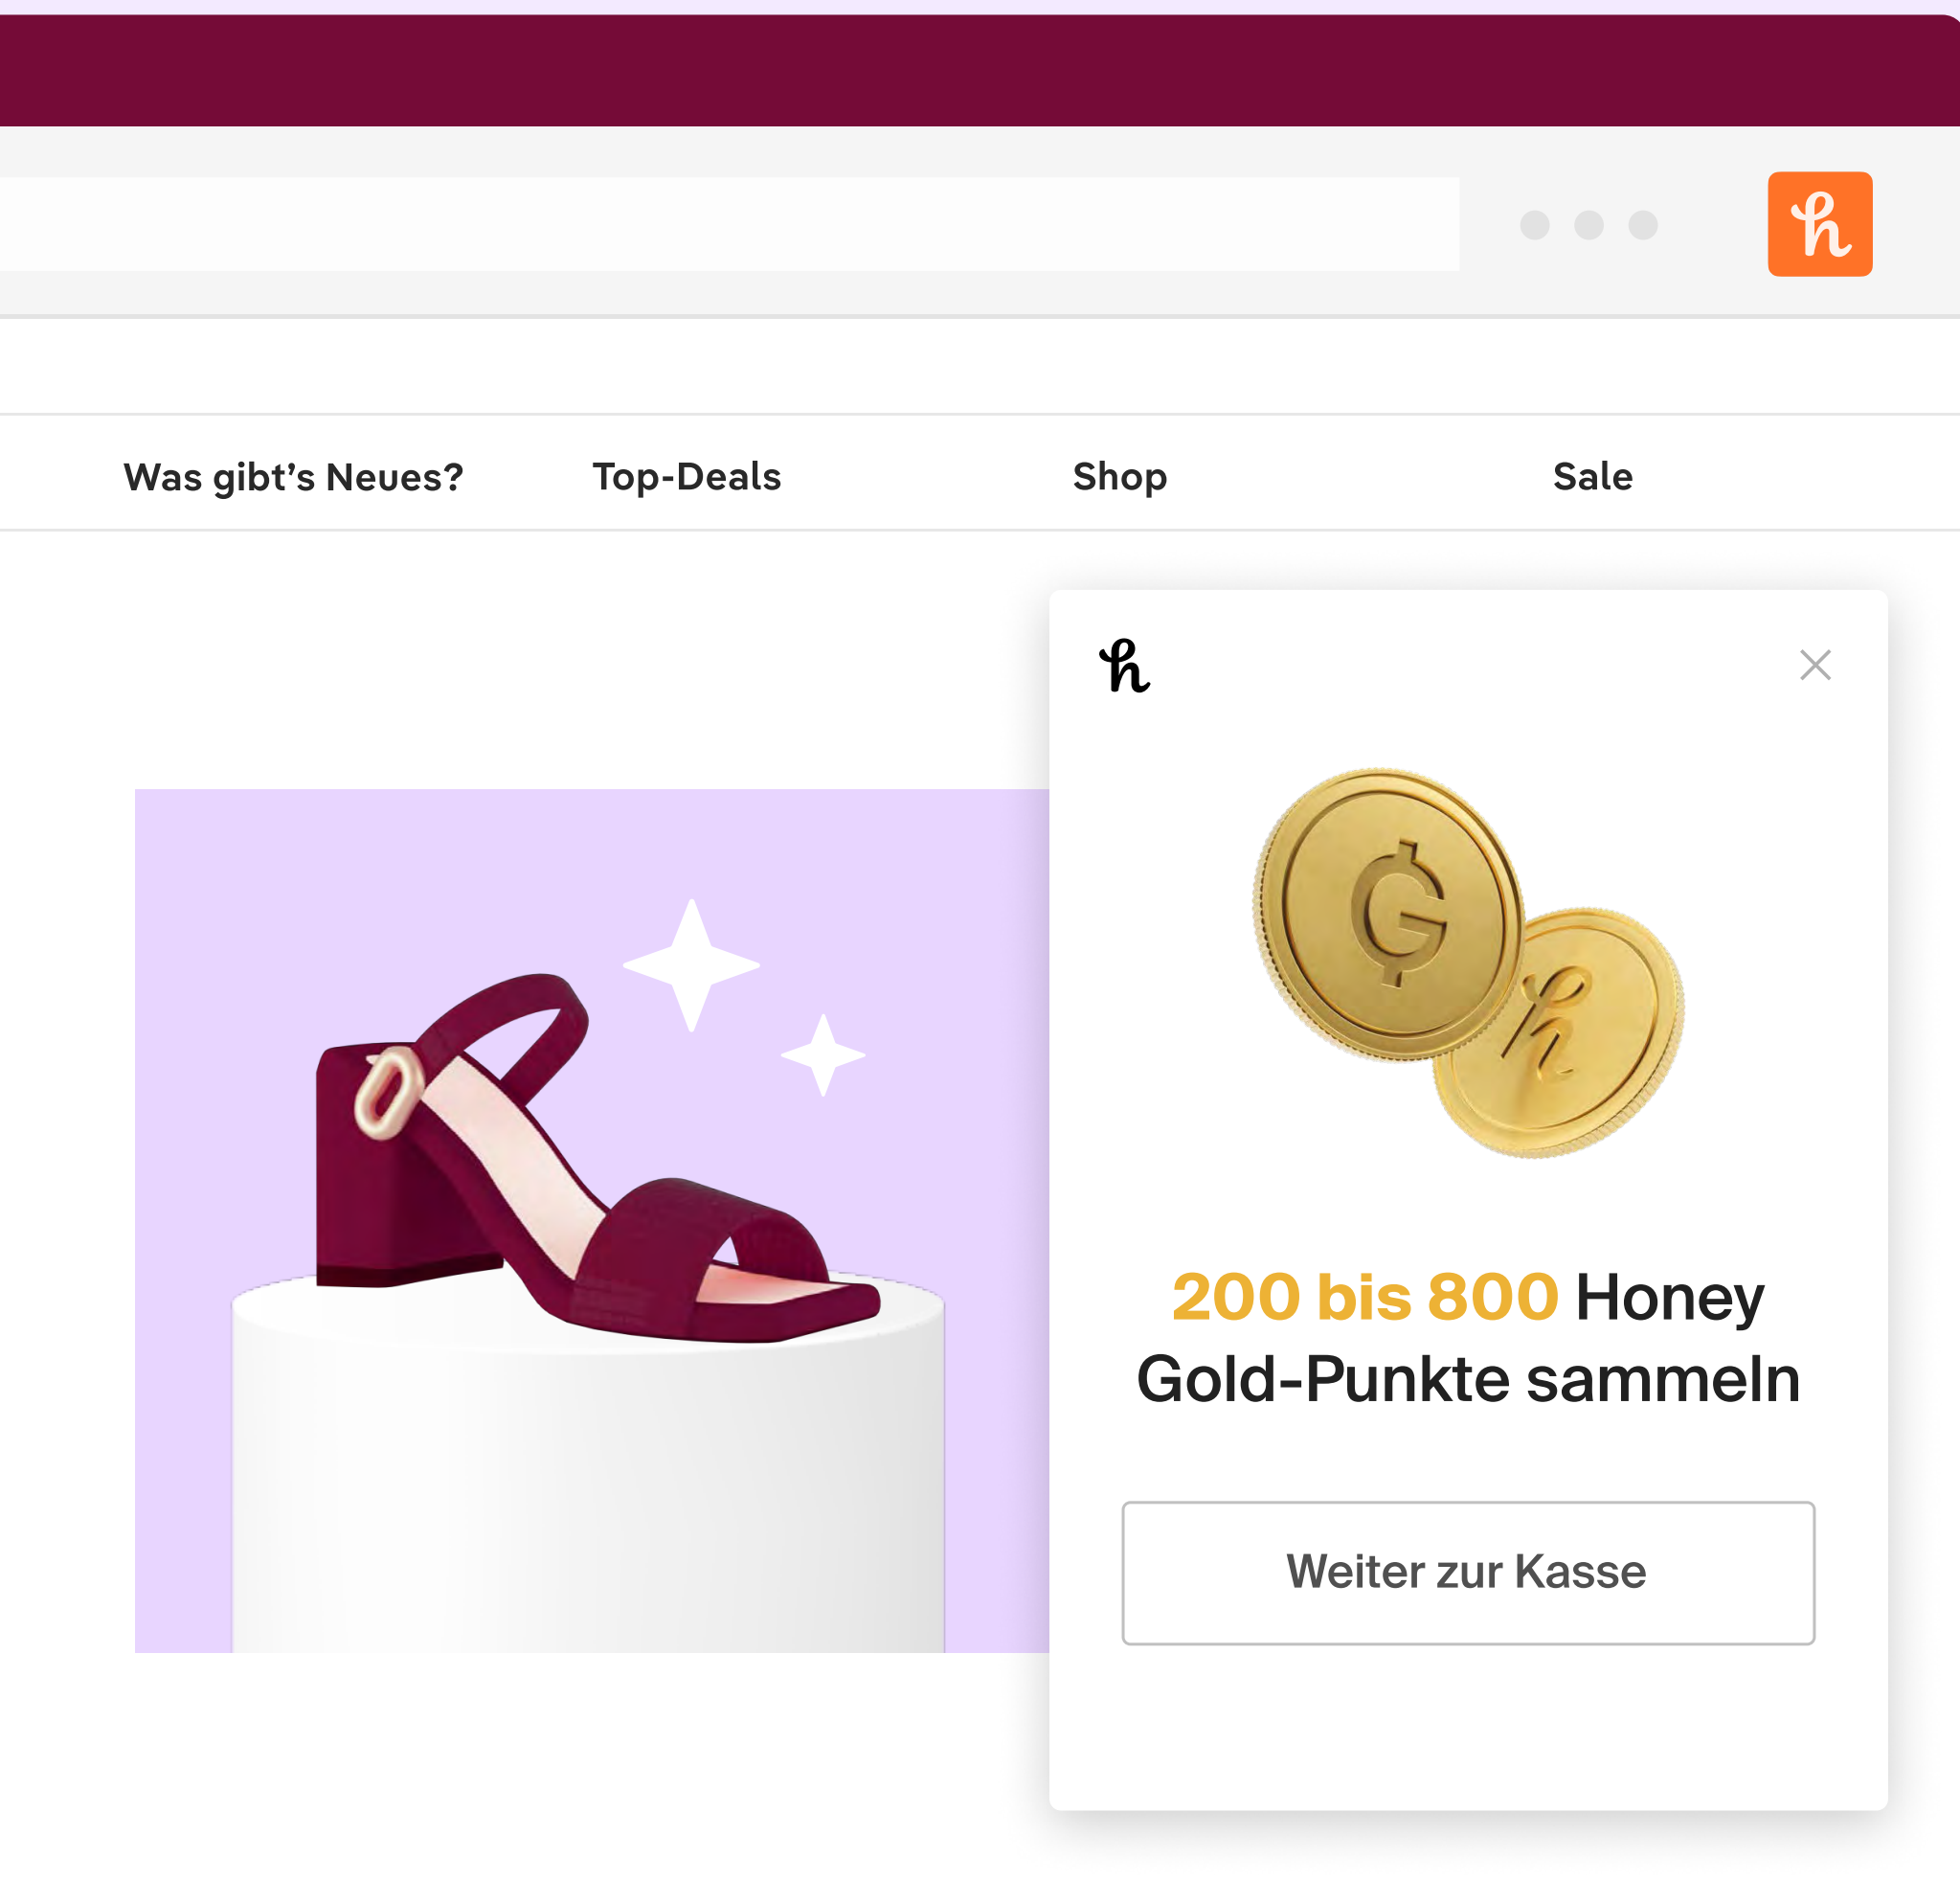 h
Was gibt’s Neues? Top-Deals Shop Sale
h
G
h
200 bis 800 Honey
Gold-Punkte sammeln
Weiter zur Kasse